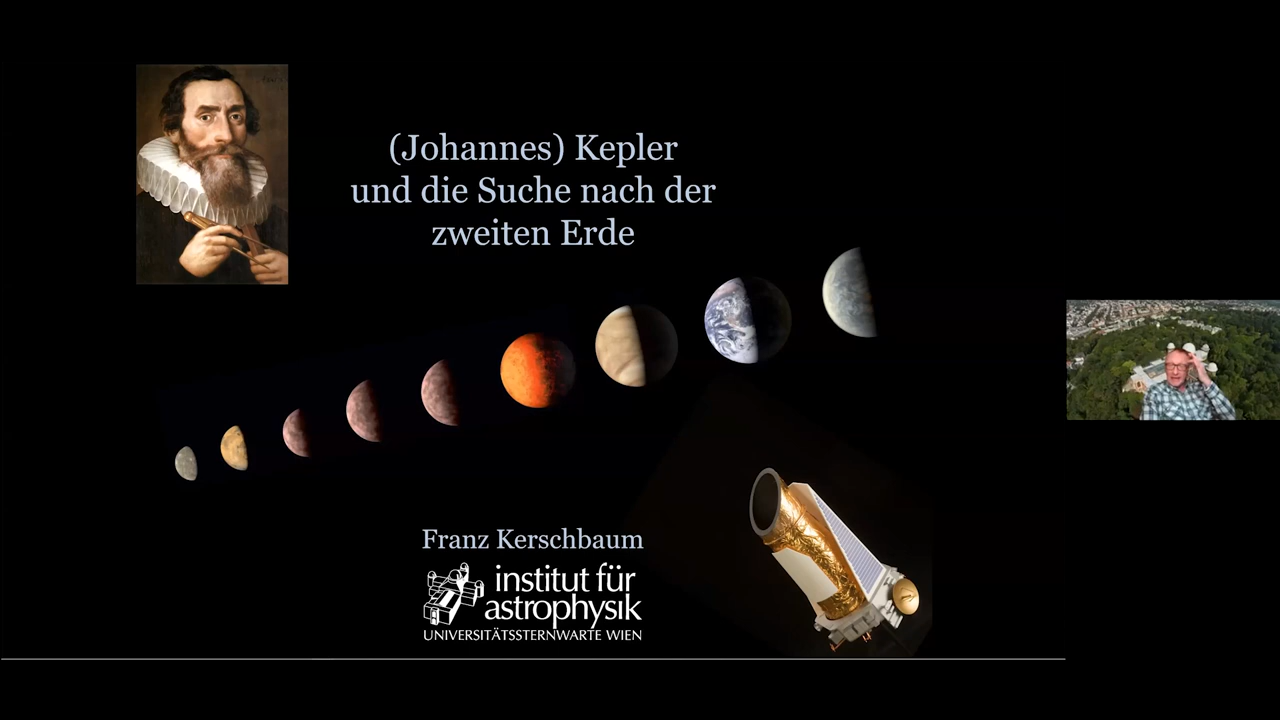 (Johannes) Kepler
und die Suche nach der
zweiten Erde
Franz Kerschbaum
institut für
astrophysik
UNIVERSITÄTSSTERNWARTE WIEN